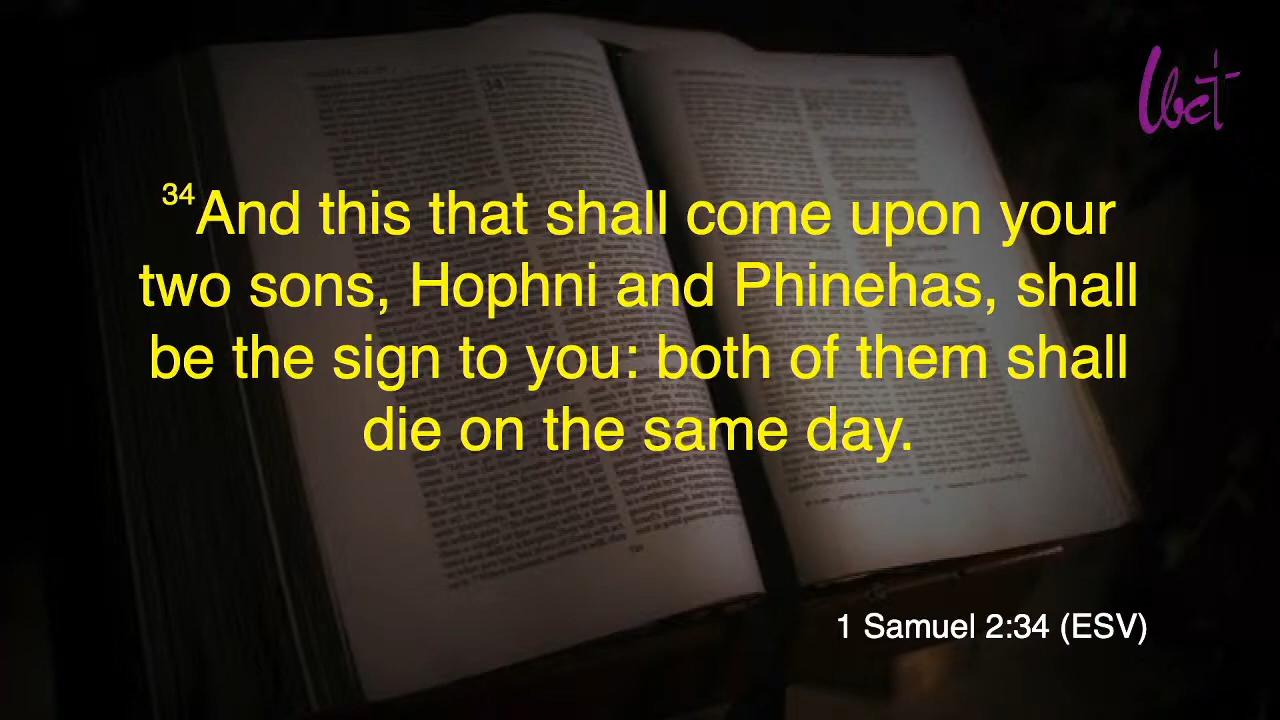 lbct
34And this that shall come upon your
two sons, Hophni and Phinehas, shall
be the sign to you: both of them shall
die on the same day.
1 Samuel 2:34 (ESV)